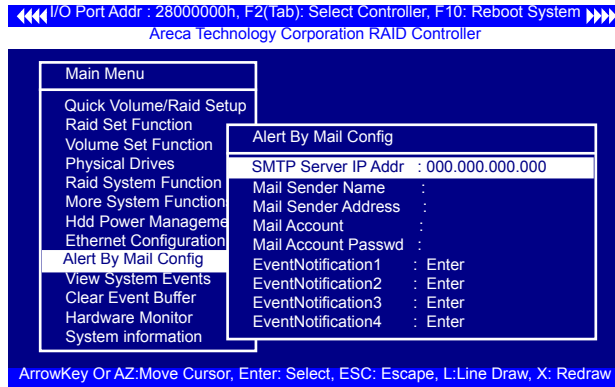 I/O Port Addr : 28000000h, F2(Tab): Select Controller, F10: Reboot System
Areca Technology Corporation RAID Controller
Main Menu
Quick Volume/Raid Setup
Raid Set Function
Volume Set Function
Physical Drives
Raid System Function
More System Function
Hdd Power Manageme
Ethernet Configuration
Alert By Mail Config
View System Events
Clear Event Buffer
Hardware Monitor
System information
Alert By Mail Config
SMTP Server IP Addr : 000.000.000.000
Mail Sender Name :
Mail Sender Address :
Mail Account :
Mail Account Passwd :
EventNotification1 : Enter
EventNotification2 : Enter
EventNotification3 : Enter
EventNotification4 : Enter
ArrowKey Or AZ:Move Cursor, Enter: Select, ESC: Escape, L:Line Draw, X: Redraw